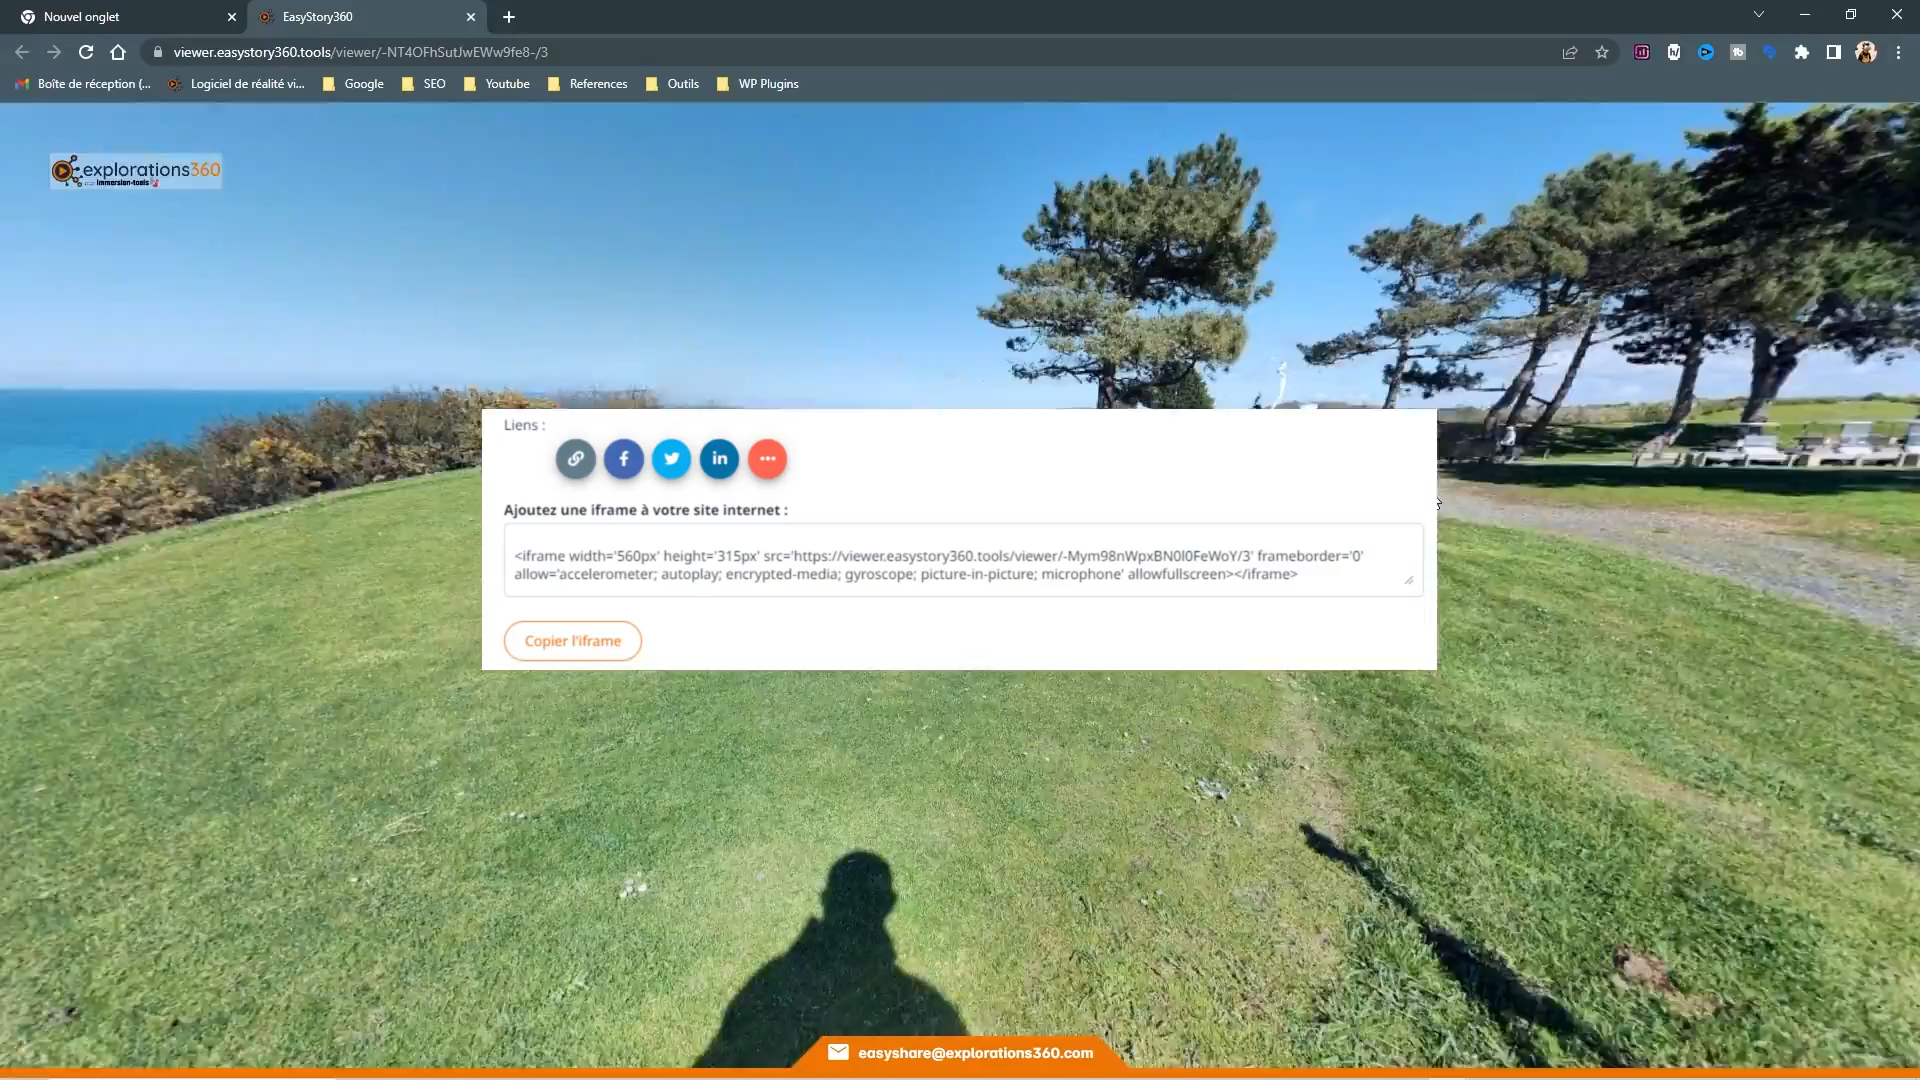 Nouvel onglet
EasyStory360
viewer.easystory360.tools/viewer/-NT4OFhSutJwEWw9fe8-/3
Boîte de réception (...
Logiciel de réalité vi...
Google
SEO
Youtube
References
Outils
WP Plugins
explorations360
immersion-tools
Liens :
Ajoutez une iframe à votre site internet :
<iframe width='560px' height='315px' src='https://viewer.easystory360.tools/viewer/-Mym98nWpxBN0l0FeWoY/3' frameborder='0'
allow='accelerometer; autoplay; encrypted-media; gyroscope; picture-in-picture; microphone' allowfullscreen></iframe>
Copier l'iframe
easyshare@explorations360.com